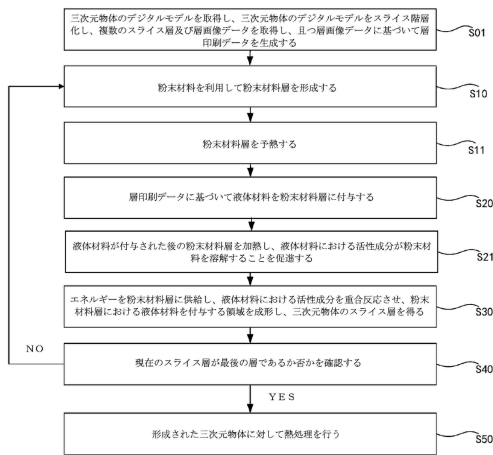 三次元物体のデジタルモデルを取得し、三次元物体のデジタルモデルをスライス階層
化し、複数のスライス層及び層画像データを取得し、且つ層画像データに基づいて層
印刷データを生成する
S01
粉末材料を利用して粉末材料層を形成する
S10
粉末材料層を予熱する
S11
層印刷データに基づいて液体材料を粉末材料層に付与する
S20
液体材料が付与された後の粉末材料層を加熱し、液体材料における活性成分が粉末材
料を溶解することを促進する
S21
エネルギーを粉末材料層に供給し、液体材料における活性成分を重合反応させ、粉末
材料層における液体材料を付与する領域を成形し、三次元物体のスライス層を得る
S30
NO
現在のスライス層が最後の層であるか否かを確認する
S40
YES
形成された三次元物体に対して熱処理を行う
S50